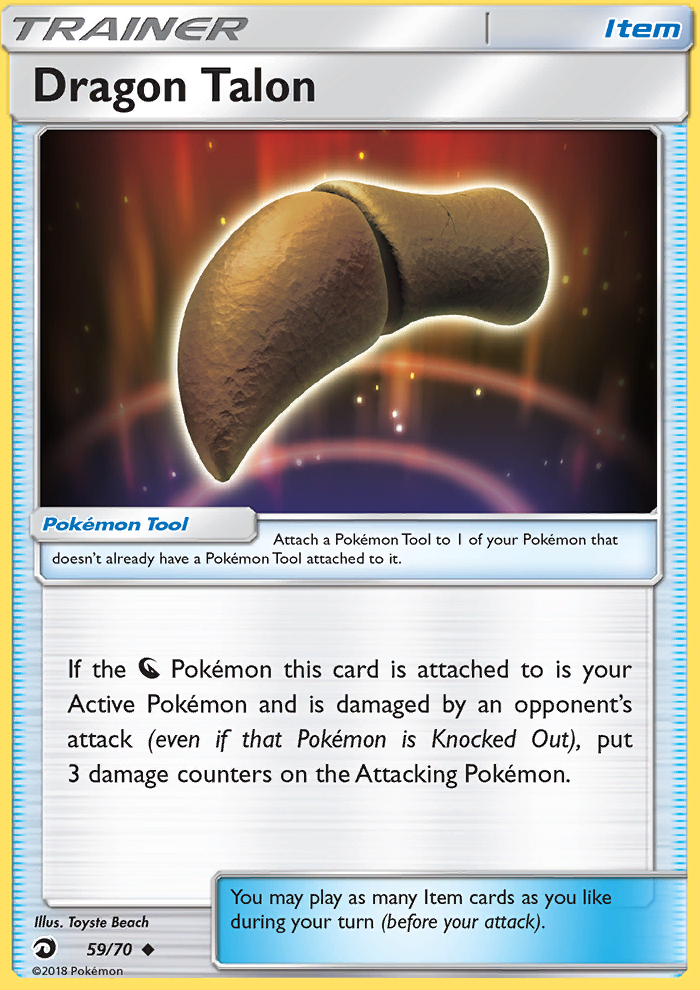 TRAINER
Item
Dragon Talon
Pokémon Tool
Attach a Pokémon Tool to 1 of your Pokémon that
doesn't already have a Pokémon Tool attached to it.
If the Pokémon this card is attached to is your
Active Pokémon and is damaged by an opponent's
attack (even if that Pokémon is Knocked Out), put
3 damage counters on the Attacking Pokémon.
You may play as many Item cards as you like
during your turn (before your attack).
Illus. Toyste Beach
59/70
©2018 Pokémon